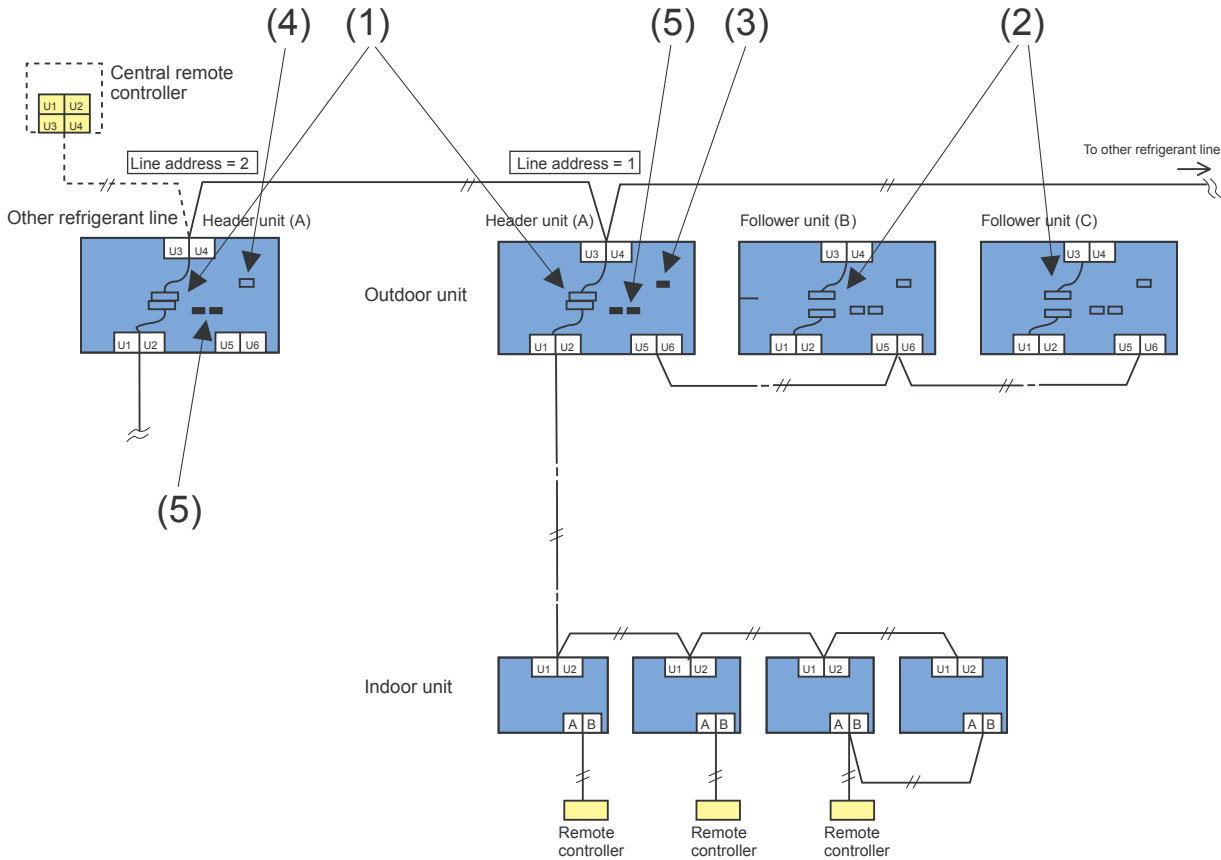 (4) (1) (5) (3) (2)
Central remote
controller
U1 U2
U3 U4
Line address = 2
Line address = 1
To other refrigerant line
Other refrigerant line
Header unit (A)
Header unit (A)
Follower unit (B)
Follower unit (C)
U3 U4
U3 U4
U3 U4
U3 U4
Outdoor unit
U1 U2 U5 U6
U1 U2 U5 U6
U1 U2 U5 U6
U1 U2 U5 U6
(5)
Indoor unit
U1 U2
U1 U2
U1 U2
U1 U2
A B
A B
A B
A B
Remote
controller
Remote
controller
Remote
controller